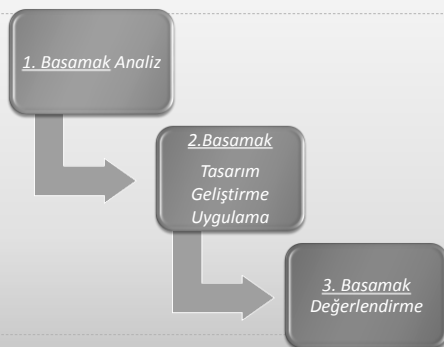 1. Basamak Analiz
2.Basamak
Tasarım
Geliştirme
Uygulama
3. Basamak
Değerlendirme